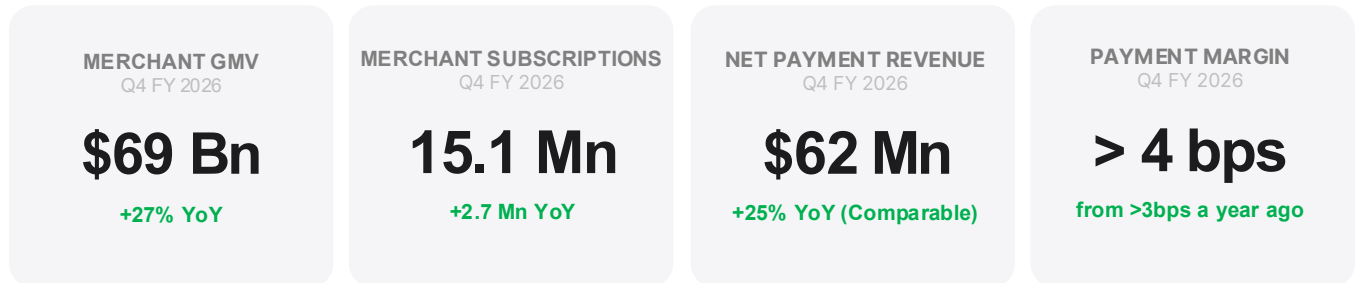 MERCHANT GMV
Q4 FY 2026
$69 Bn
+27% YoY
MERCHANT SUBSCRIPTIONS
Q4 FY 2026
15.1 Mn
+2.7 Mn YoY
NET PAYMENT REVENUE
Q4 FY 2026
$62 Mn
+25% YoY (Comparable)
PAYMENT MARGIN
Q4 FY 2026
> 4 bps
from >3bps a year ago